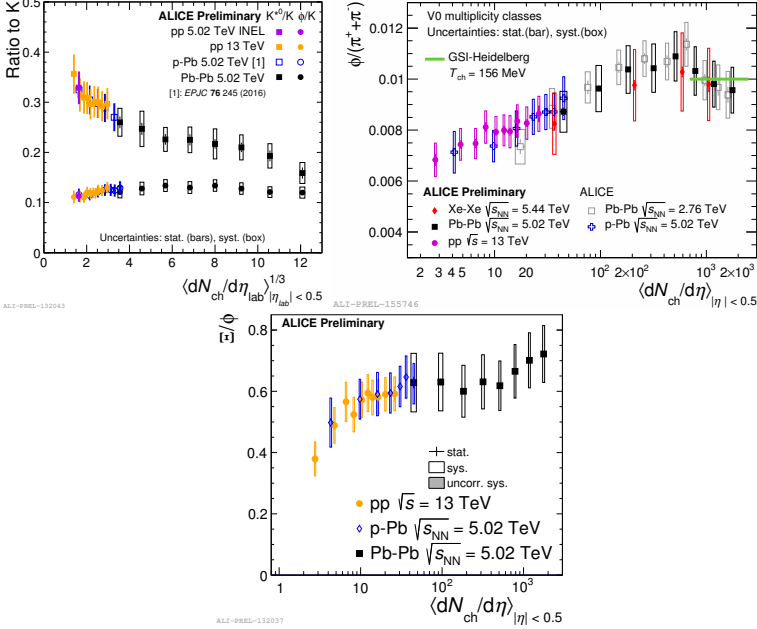 Ratio to K
0.5
0.4
0.3
0.2
0.1
0
ALICE Preliminary K*0/K ϕ/K
pp 5.02 TeV INEL
pp 13 TeV
p-Pb 5.02 TeV [1]
Pb-Pb 5.02 TeV
[1]: EPJC 76 245 (2016)
Uncertainties: stat. (bars), syst. (box)
0 2 4 6 8 10 12
⟨dNch/dηlab⟩1/3|ηlab| < 0.5
ALI-PREL-132043
ϕ/(π++π-)
0.012
0.01
0.008
0.006
0.004
V0 multiplicity classes
Uncertainties: stat.(bar), syst.(box)
GSI-Heidelberg
Tch = 156 MeV
ALICE Preliminary
Xe-Xe √sNN = 5.44 TeV
Pb-Pb √sNN = 5.02 TeV
pp √s = 13 TeV
ALICE
Pb-Pb √sNN = 2.76 TeV
p-Pb √sNN = 5.02 TeV
2 3 4 5 10 20 102 2×102 103 2×103
⟨dNch/dη⟩|η| < 0.5
ALI-PREL-155746
Ξ/ϕ
ALICE Preliminary
0.8
0.6
0.4
0.2
0
stat.
sys.
uncorr. sys.
pp √s = 13 TeV
p-Pb √sNN = 5.02 TeV
Pb-Pb √sNN = 5.02 TeV
1 10 102 103
⟨dNch/dη⟩|η| < 0.5
ALI-PREL-132037